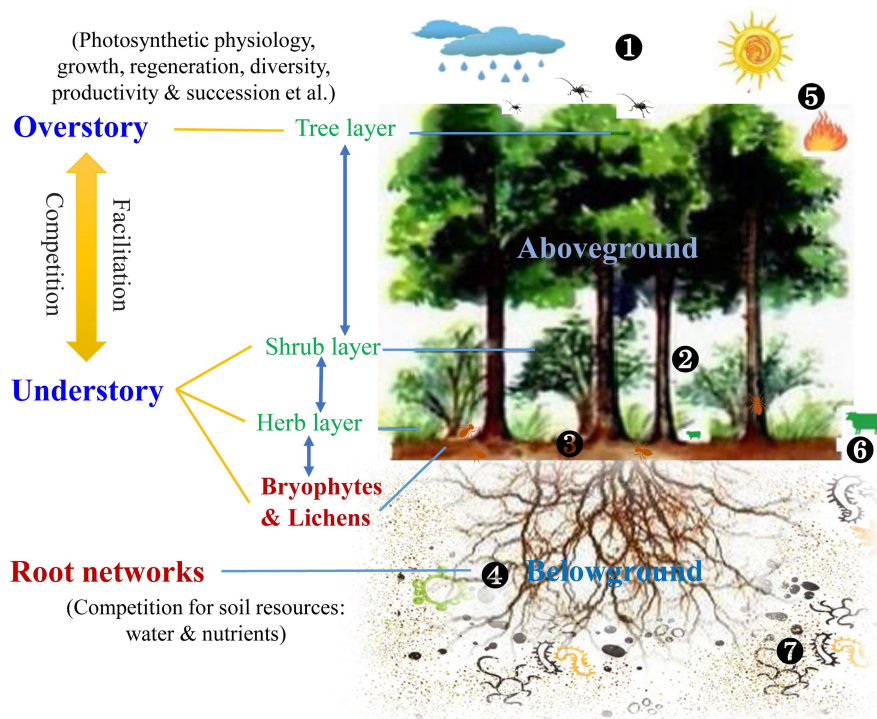 (Photosynthetic physiology,
growth, regeneration, diversity,
productivity & succession et al.)
❶
❺
Overstory
Tree layer
Facilitation
Competition
Aboveground
Shrub layer
❷
Understory
Herb layer
❸
❻
Bryophytes
& Lichens
Root networks
❹
Belowground
(Competition for soil resources:
water & nutrients)
❼